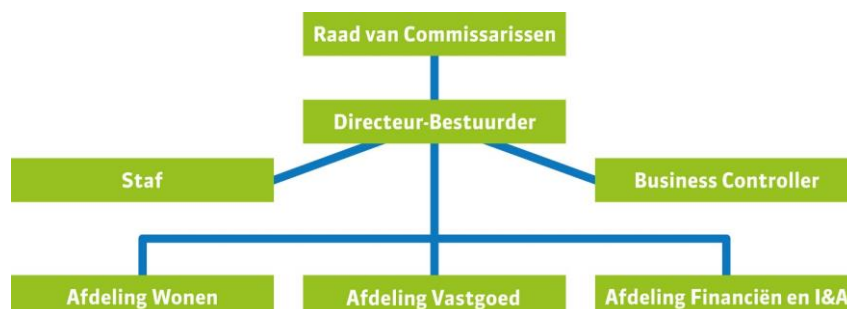 Raad van Commissarissen
Directeur-Bestuurder
Staf
Business Controller
Afdeling Wonen
Afdeling Vastgoed
Afdeling Financiën en I&A